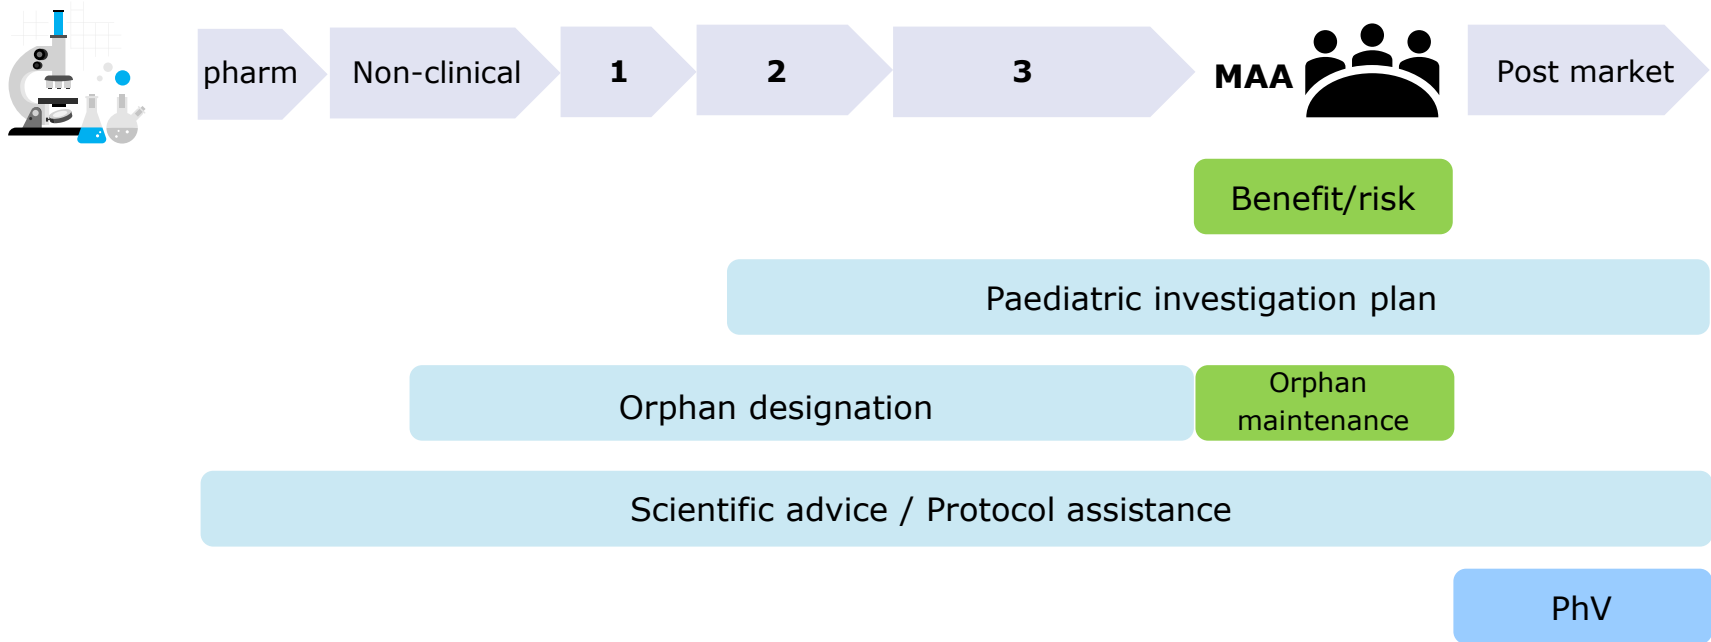 pharm
Non-clinical
1
2
3
MAA
Post market
Benefit/risk
Paediatric investigation plan
Orphan designation
Orphan
maintenance
Scientific advice / Protocol assistance
PhV